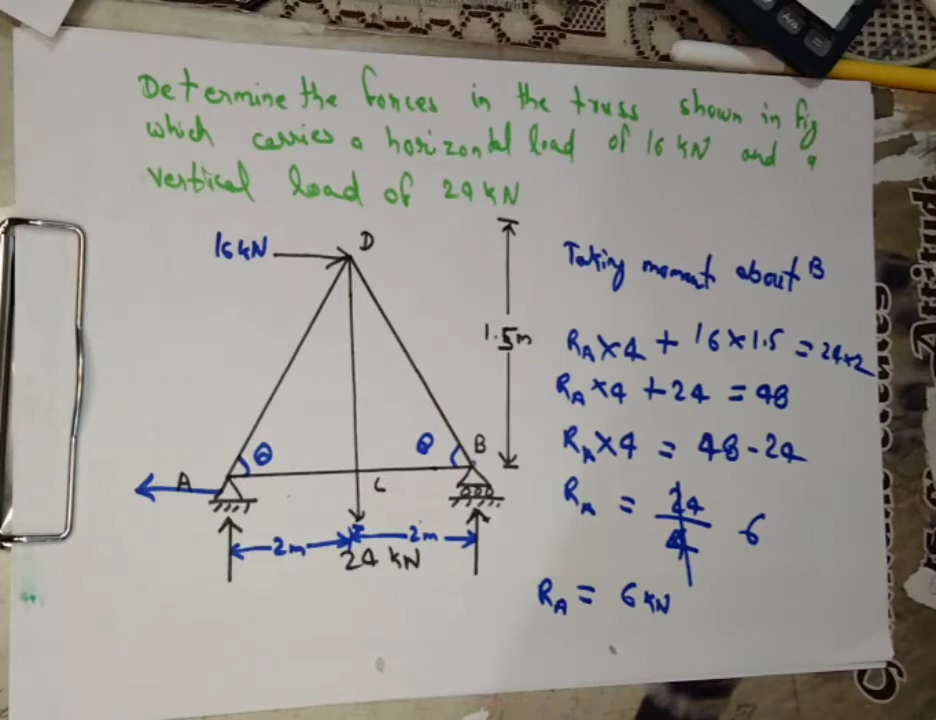 Determine the forces in the truss shown in fig
which carries a horizontal load of 16 kN and a
vertical load of 24 kN
16kN
D
1.5m
θ
θ
B
A
C
2m
2m
24 kN
Taking moment about B
RA×4 + 16×1.5 = 24×2
RA×4 + 24 = 48
RA×4 = 48-24
RA = 24/4 6
RA = 6 kN
Attitude